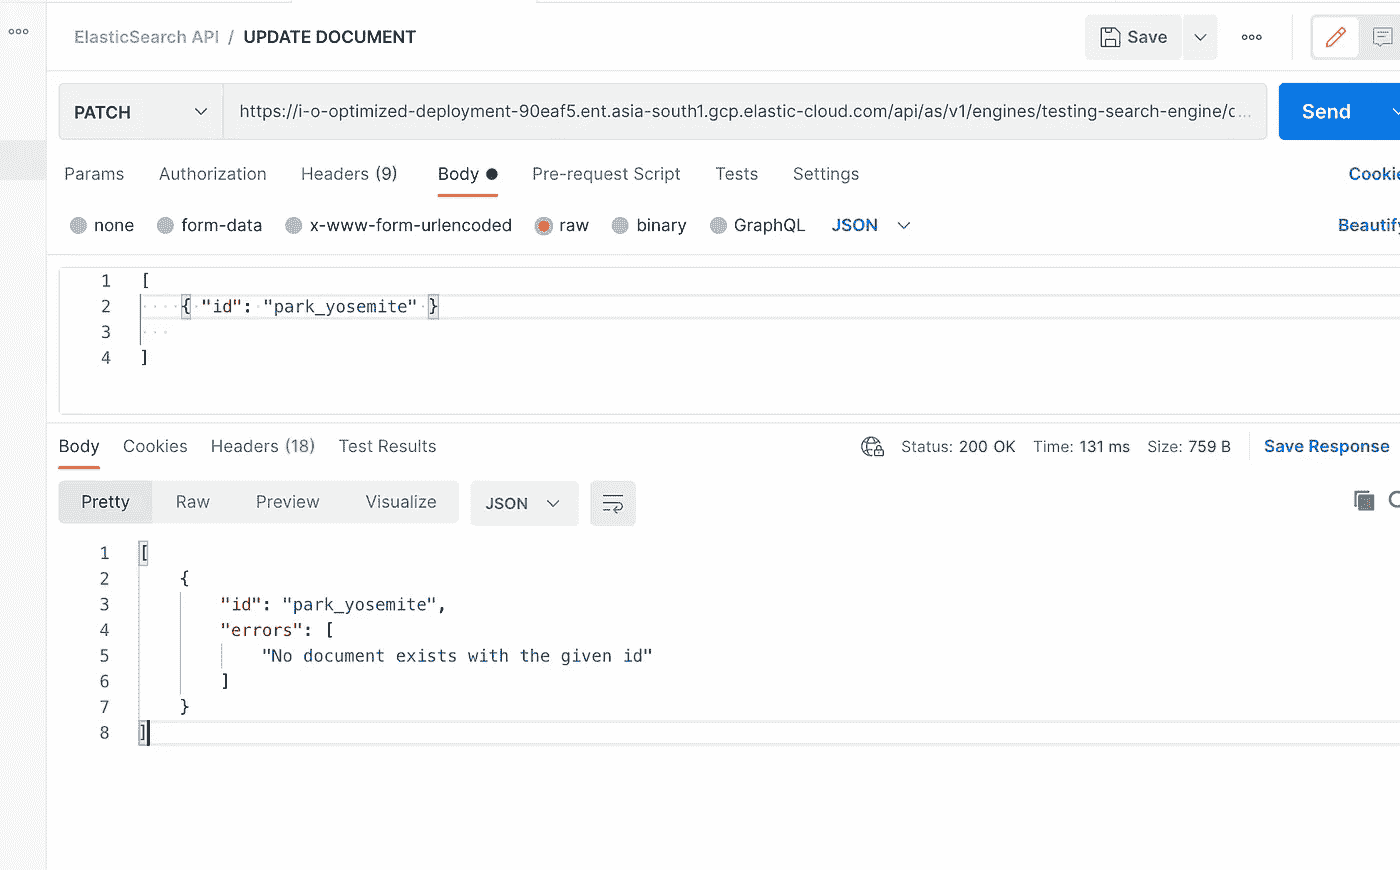 ElasticSearch API / UPDATE DOCUMENT
Save
PATCH
https://i-o-optimized-deployment-90eaf5.ent.asia-south1.gcp.elastic-cloud.com/api/as/v1/engines/testing-search-engine/c...
Send
Params Authorization Headers (9) Body Pre-request Script Tests Settings Cookie
none form-data x-www-form-urlencoded raw binary GraphQL JSON Beautify
1 [
2 { "id": "park_yosemite" }
3
4 ]
Body Cookies Headers (18) Test Results Status: 200 OK Time: 131 ms Size: 759 B Save Response
Pretty Raw Preview Visualize JSON
1 [
2 {
3 "id": "park_yosemite",
4 "errors": [
5 "No document exists with the given id"
6 ]
7 }
8 ]